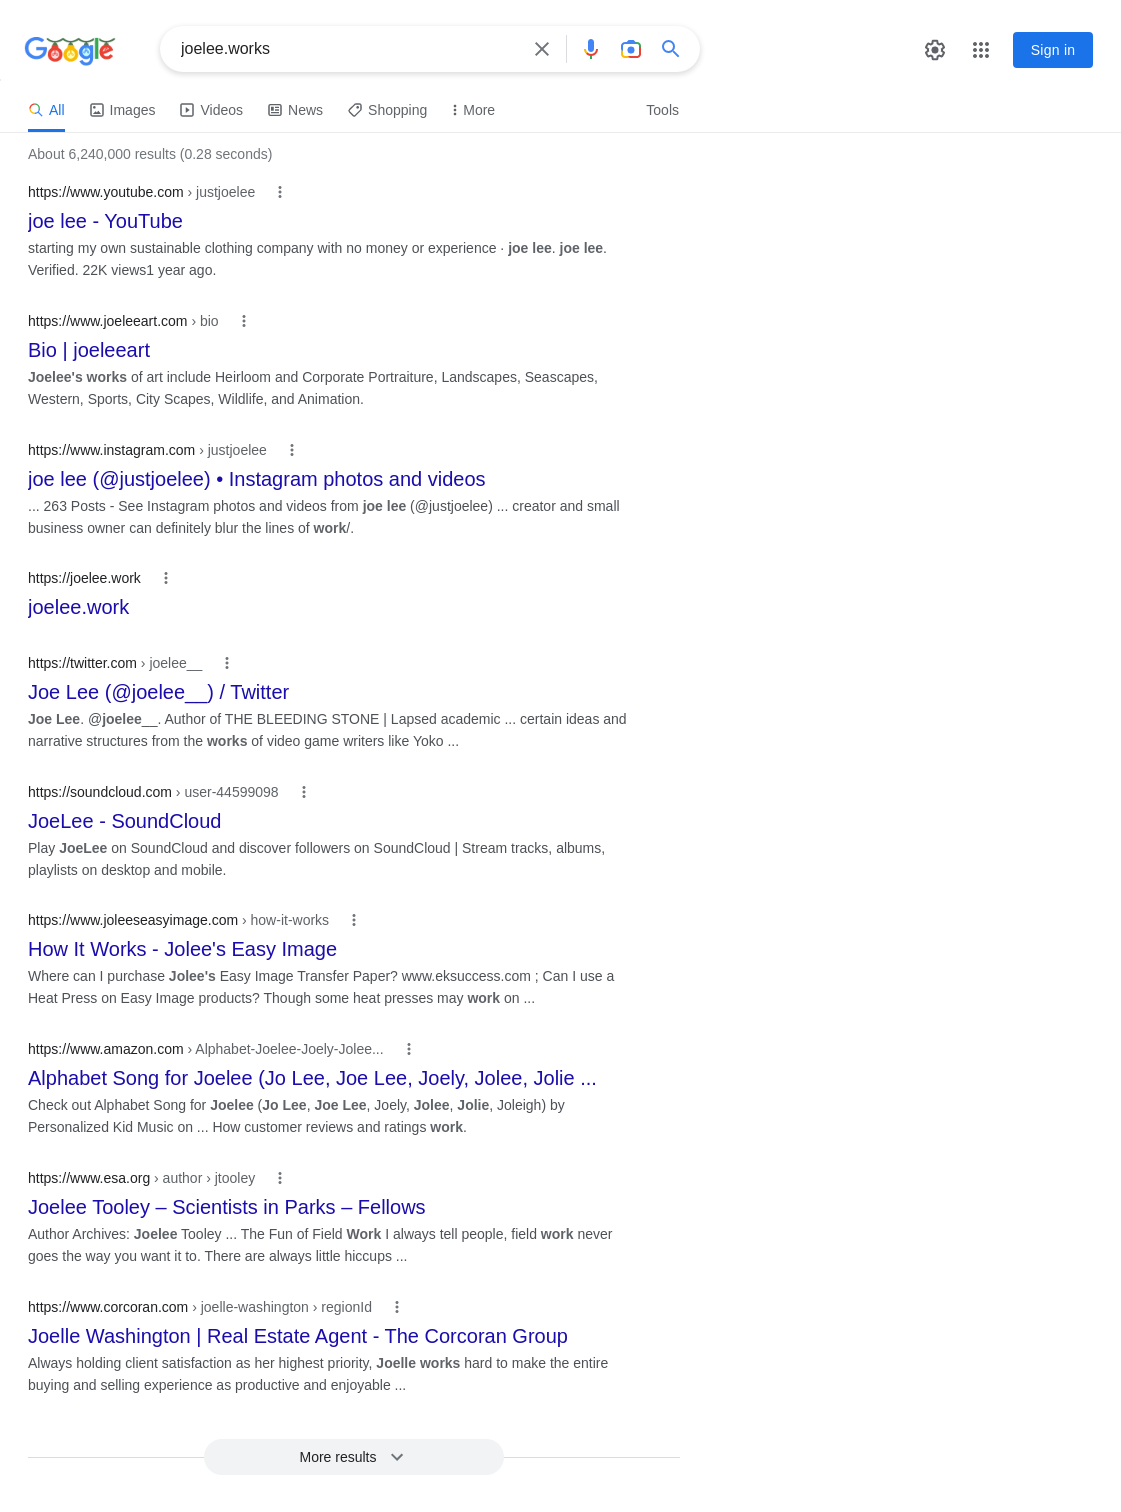 Google
joelee.works
Sign in
All Images Videos News Shopping More Tools
About 6,240,000 results (0.28 seconds)
https://www.youtube.com › justjoelee
joe lee - YouTube
starting my own sustainable clothing company with no money or experience · joe lee. joe lee.
Verified. 22K views1 year ago.
https://www.joeleeart.com › bio
Bio | joeleeart
Joelee's works of art include Heirloom and Corporate Portraiture, Landscapes, Seascapes,
Western, Sports, City Scapes, Wildlife, and Animation.
https://www.instagram.com › justjoelee
joe lee (@justjoelee) • Instagram photos and videos
... 263 Posts - See Instagram photos and videos from joe lee (@justjoelee) ... creator and small
business owner can definitely blur the lines of work/.
https://joelee.work
joelee.work
https://twitter.com › joelee__
Joe Lee (@joelee__) / Twitter
Joe Lee. @joelee__. Author of THE BLEEDING STONE | Lapsed academic ... certain ideas and
narrative structures from the works of video game writers like Yoko ...
https://soundcloud.com › user-44599098
JoeLee - SoundCloud
Play JoeLee on SoundCloud and discover followers on SoundCloud | Stream tracks, albums,
playlists on desktop and mobile.
https://www.joleeseasyimage.com › how-it-works
How It Works - Jolee's Easy Image
Where can I purchase Jolee's Easy Image Transfer Paper? www.eksuccess.com ; Can I use a
Heat Press on Easy Image products? Though some heat presses may work on ...
https://www.amazon.com › Alphabet-Joelee-Joely-Jolee...
Alphabet Song for Joelee (Jo Lee, Joe Lee, Joely, Jolee, Jolie ...
Check out Alphabet Song for Joelee (Jo Lee, Joe Lee, Joely, Jolee, Jolie, Joleigh) by
Personalized Kid Music on ... How customer reviews and ratings work.
https://www.esa.org › author › jtooley
Joelee Tooley – Scientists in Parks – Fellows
Author Archives: Joelee Tooley ... The Fun of Field Work I always tell people, field work never
goes the way you want it to. There are always little hiccups ...
https://www.corcoran.com › joelle-washington › regionId
Joelle Washington | Real Estate Agent - The Corcoran Group
Always holding client satisfaction as her highest priority, Joelle works hard to make the entire
buying and selling experience as productive and enjoyable ...
More results